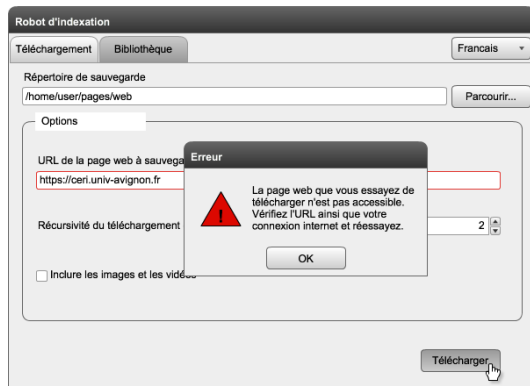 Robot d'indexation
Téléchargement Bibliothèque Francais
Répertoire de sauvegarde
/home/user/pages/web Parcourir...
Options
URL de la page web à
https://ceri.univ-avignon.fr
Erreur
La page web que vous essayez de
télécharger n'est pas accessible.
Vérifiez l'URL ainsi que votre
connexion internet et réessayez.
OK
Récursivité du téléchargement 2
Inclure les images et les
Télécharger